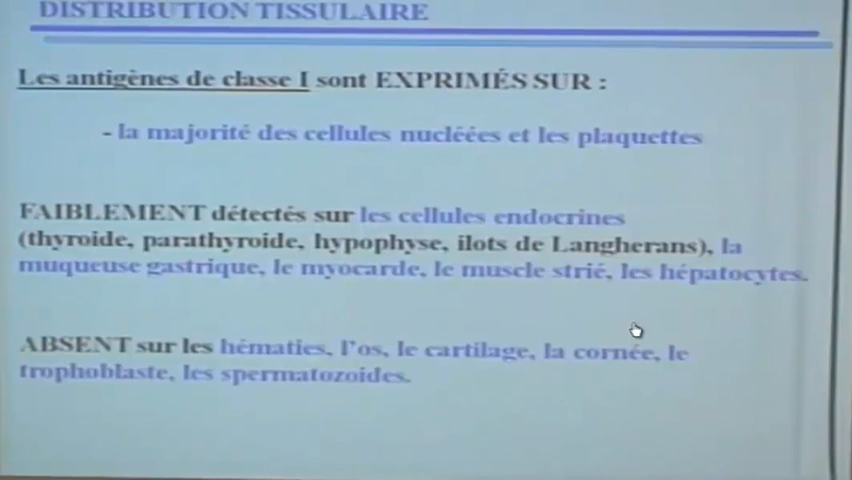 DISTRIBUTION TISSULAIRE
Les antigènes de classe I sont EXPRIMÉS SUR :
- la majorité des cellules nucléées et les plaquettes
FAIBLEMENT détectés sur les cellules endocrines
(thyroide, parathyroide, hypophyse, ilots de Langherans), la
muqueuse gastrique, le myocarde, le muscle strié, les hépatocytes.
ABSENT sur les hématies, l'os, le cartilage, la cornée, le
trophoblaste, les spermatozoides.